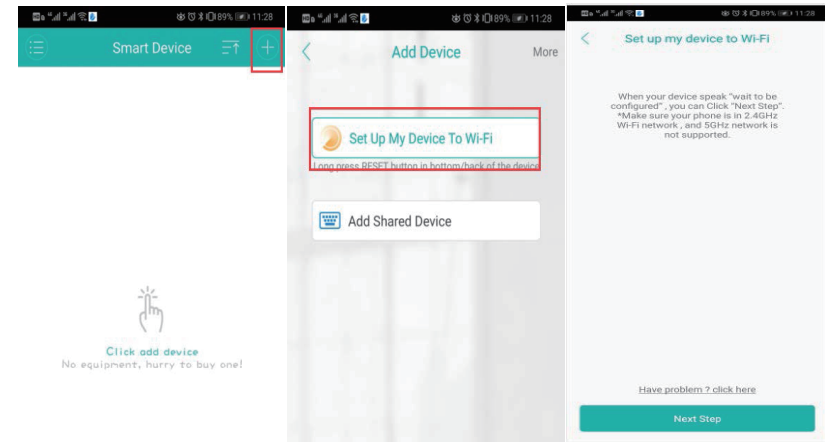 89% 11:28
Smart Device
Click add device
No equipment, hurry to buy one!
89% 11:28
Add Device
More
Set Up My Device To Wi-Fi
Long press RESET button in bottom/back of the device
Add Shared Device
89% 11:28
Set up my device to Wi-Fi
When your device speak "wait to be
configured" , you can Click "Next Step".
*Make sure your phone is in 2.4GHz
Wi-Fi network , and 5GHz network is
not supported.
Have problem ? click here
Next Step